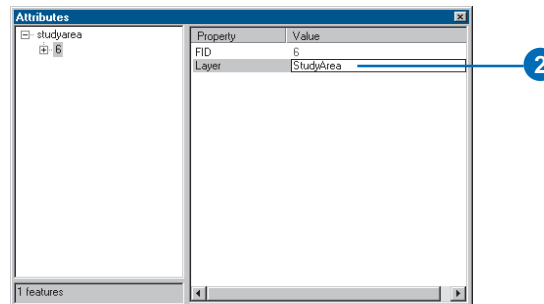 Attributes
studyarea
6
Property Value
FID 6
Layer StudyArea
2
1 features